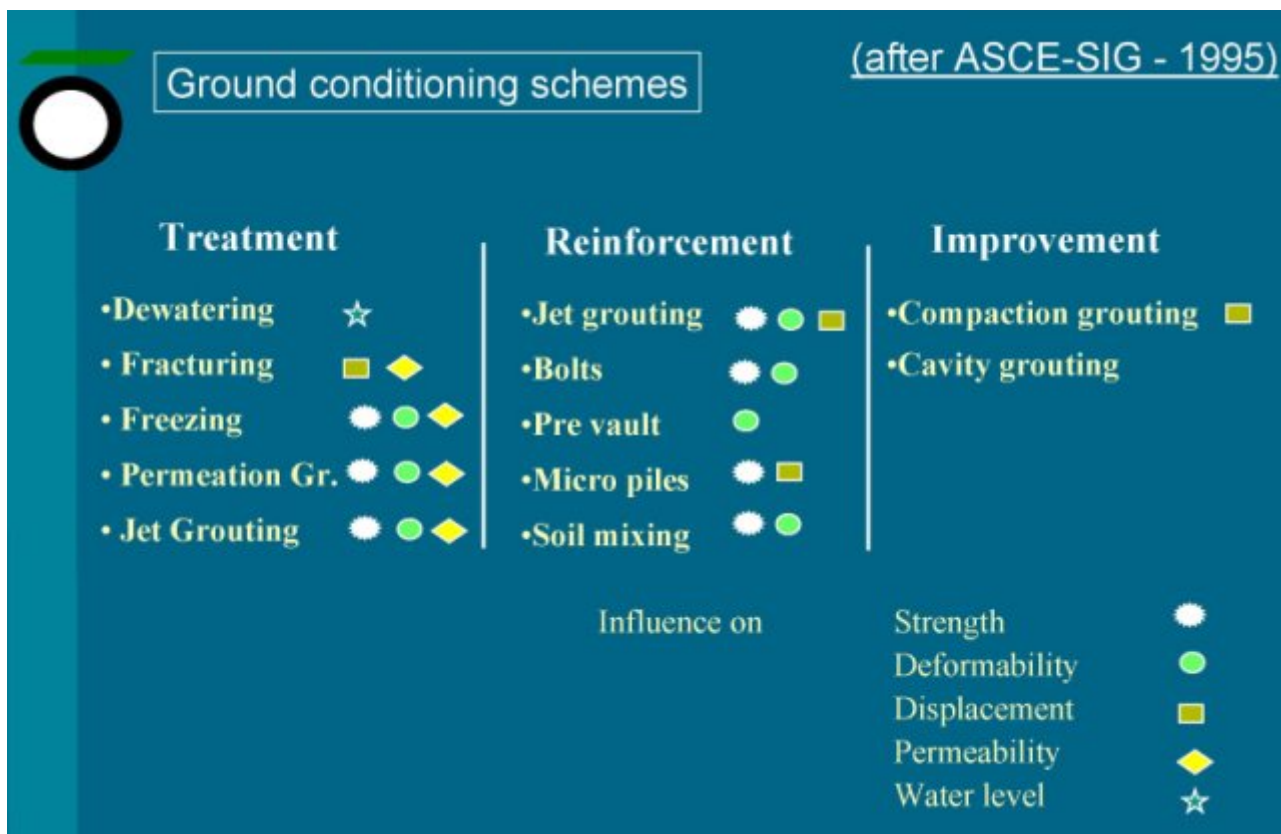 Ground conditioning schemes
(after ASCE-SIG - 1995)
Treatment
•Dewatering
• Fracturing
• Freezing
• Permeation Gr.
• Jet Grouting
Reinforcement
•Jet grouting
•Bolts
•Pre vault
•Micro piles
•Soil mixing
Improvement
•Compaction grouting
•Cavity grouting
Influence on
Strength
Deformability
Displacement
Permeability
Water level